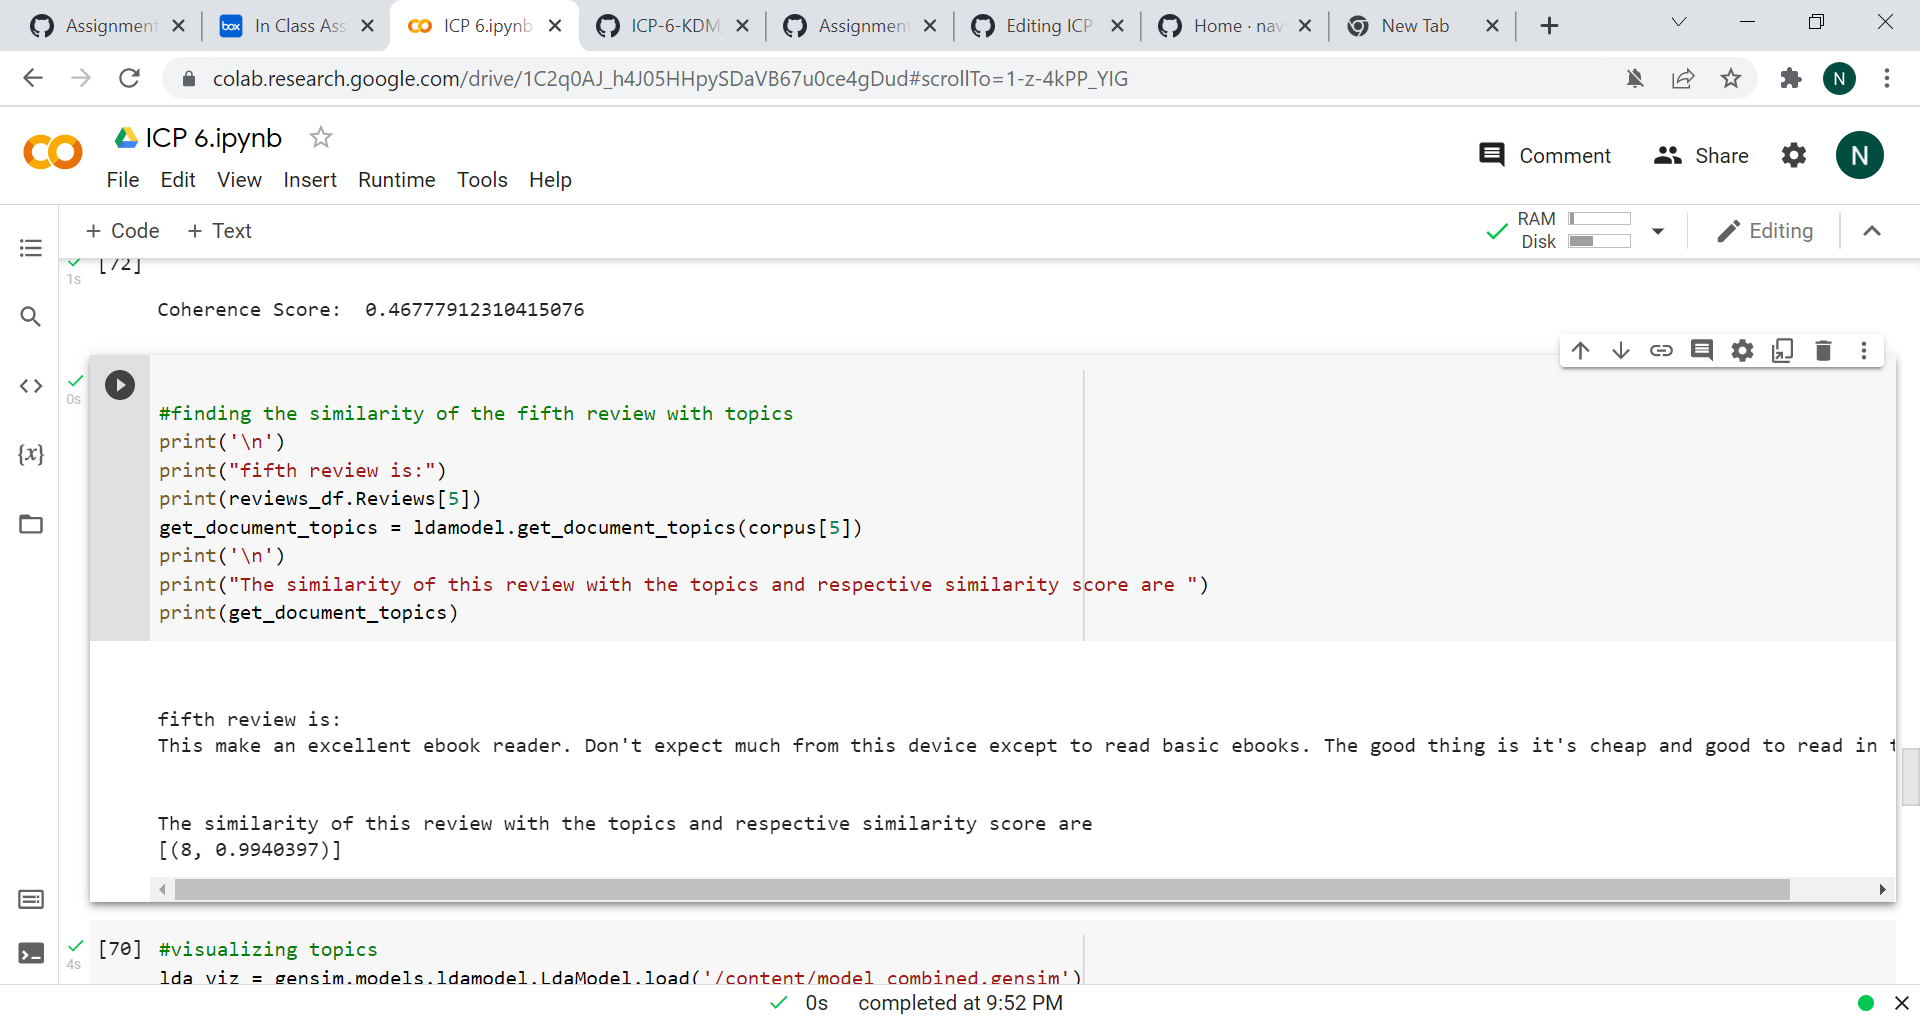 Assignment
In Class Ass
ICP 6.ipynb
ICP-6-KDM
Assignment
Editing ICP
Home · nav
New Tab
colab.research.google.com/drive/1C2q0AJ_h4J05HHpySDaVB67u0ce4gDud#scrollTo=1-z-4kPP_YIG
N
ICP 6.ipynb
Comment
Share
N
File Edit View Insert Runtime Tools Help
+ Code + Text
RAM
Disk
Editing
[72]
1s
Coherence Score:  0.46777912310415076
0s
#finding the similarity of the fifth review with topics
print('\n')
print("fifth review is:")
print(reviews_df.Reviews[5])
get_document_topics = ldamodel.get_document_topics(corpus[5])
print('\n')
print("The similarity of this review with the topics and respective similarity score are ")
print(get_document_topics)
{x}
fifth review is:
This make an excellent ebook reader. Don't expect much from this device except to read basic ebooks. The good thing is it's cheap and good to read in t
The similarity of this review with the topics and respective similarity score are
[(8, 0.9940397)]
[70] #visualizing topics
4s
lda_viz = gensim.models.ldamodel.LdaModel.load('/content/model_combined.gensim')
0s completed at 9:52 PM